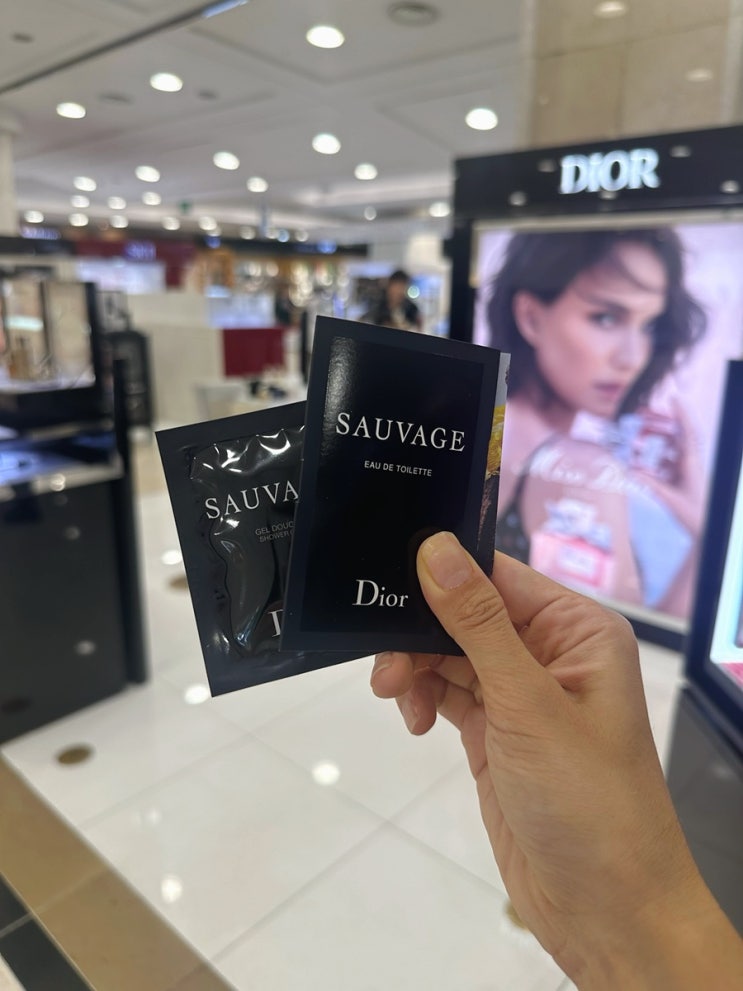 DIOR
SAUVAGE
EAU DE TOILETTE
Dior
SAUVA
GEL DOUC
SHOWER
Miss Dior